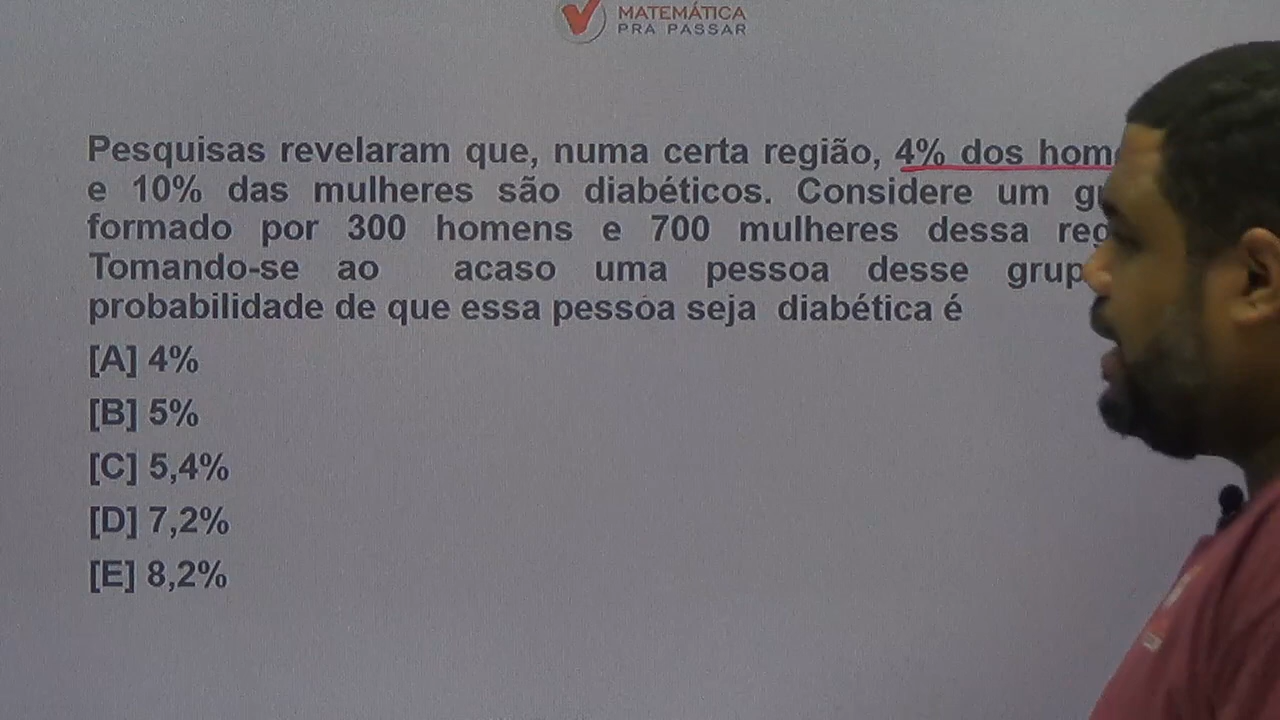 MATEMÁTICA
PRA PASSAR
Pesquisas revelaram que, numa certa região, 4% dos
e 10% das mulheres são diabéticos. Considere um
formado por 300 homens e 700 mulheres dessa
Tomando-se ao acaso uma pessoa desse
probabilidade de que essa pessoa seja diabética é
[A] 4%
[B] 5%
[C] 5,4%
[D] 7,2%
[E] 8,2%